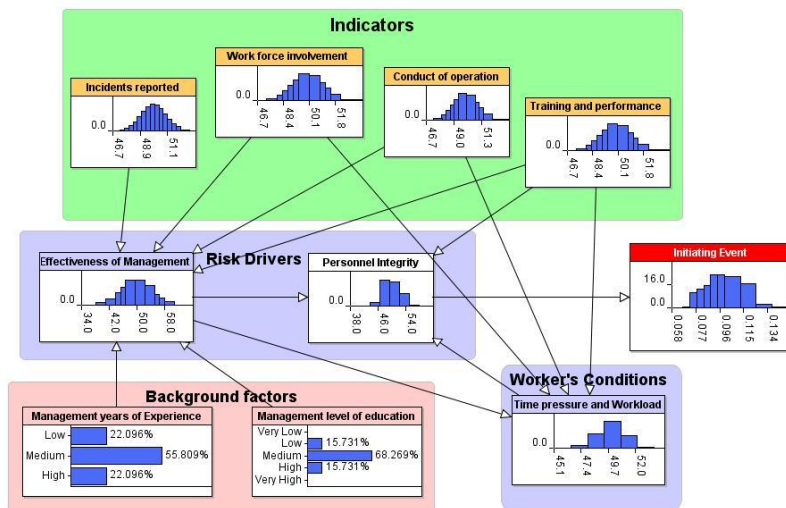 Indicators
Incidents reported
0.0
46.7
48.9
51.1
Work force involvement
0.0
46.7
48.4
50.1
51.8
Conduct of operation
0.0
46.7
49.0
51.3
Training and performance
0.0
46.7
48.4
50.1
51.8
Risk Drivers
Effectiveness of Management
0.0
34.0
42.0
50.0
58.0
Personnel Integrity
0.0
38.0
46.0
54.0
Initiating Event
16.0
0.0
0.058
0.077
0.096
0.115
0.134
Background factors
Management years of Experience
Low 22.096%
Medium 55.809%
High 22.096%
Management level of education
Very Low
Low 15.731%
Medium 68.269%
High 15.731%
Very High
Worker's Conditions
Time pressure and Workload
0.0
45.1
47.4
49.7
52.0